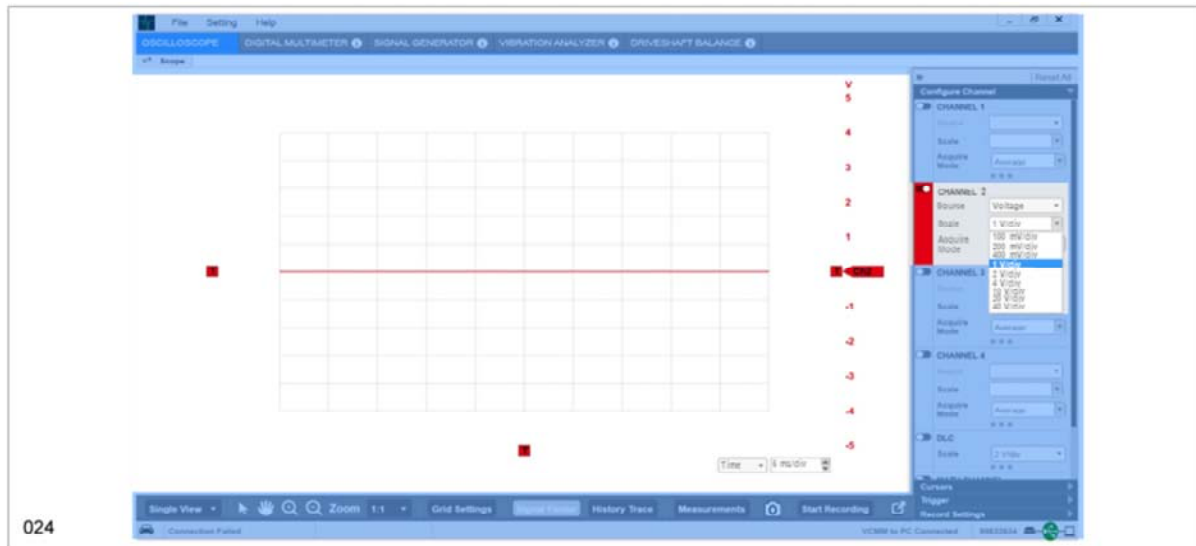 File Setting Help
OSCILLOSCOPE DIGITAL MULTIMETER SIGNAL GENERATOR VIBRATION ANALYZER DRIVESHAFT BALANCE
Scope
Reset All
Configure Channel
V
5
4
3
2
1
-1
-2
-3
-4
-5
T
T Ch2
T
Time 5 ms/div
CHANNEL 1
Source
Scale
Acquire Mode Average
CHANNEL 2
Source Voltage
Scale 1 V/div
Acquire Mode
100 mV/div
200 mV/div
400 mV/div
1 V/div
2 V/div
4 V/div
10 V/div
20 V/div
40 V/div
CHANNEL 3
Scale
Acquire Mode Average
CHANNEL 4
Source
Scale
Acquire Mode Average
DLC
Scale 2 V/div
Cursors
Trigger
Record Settings
Single View Zoom 1:1 Grid Settings History Trace Measurements Start Recording
Connection Failed VCMM to PC Connected
024